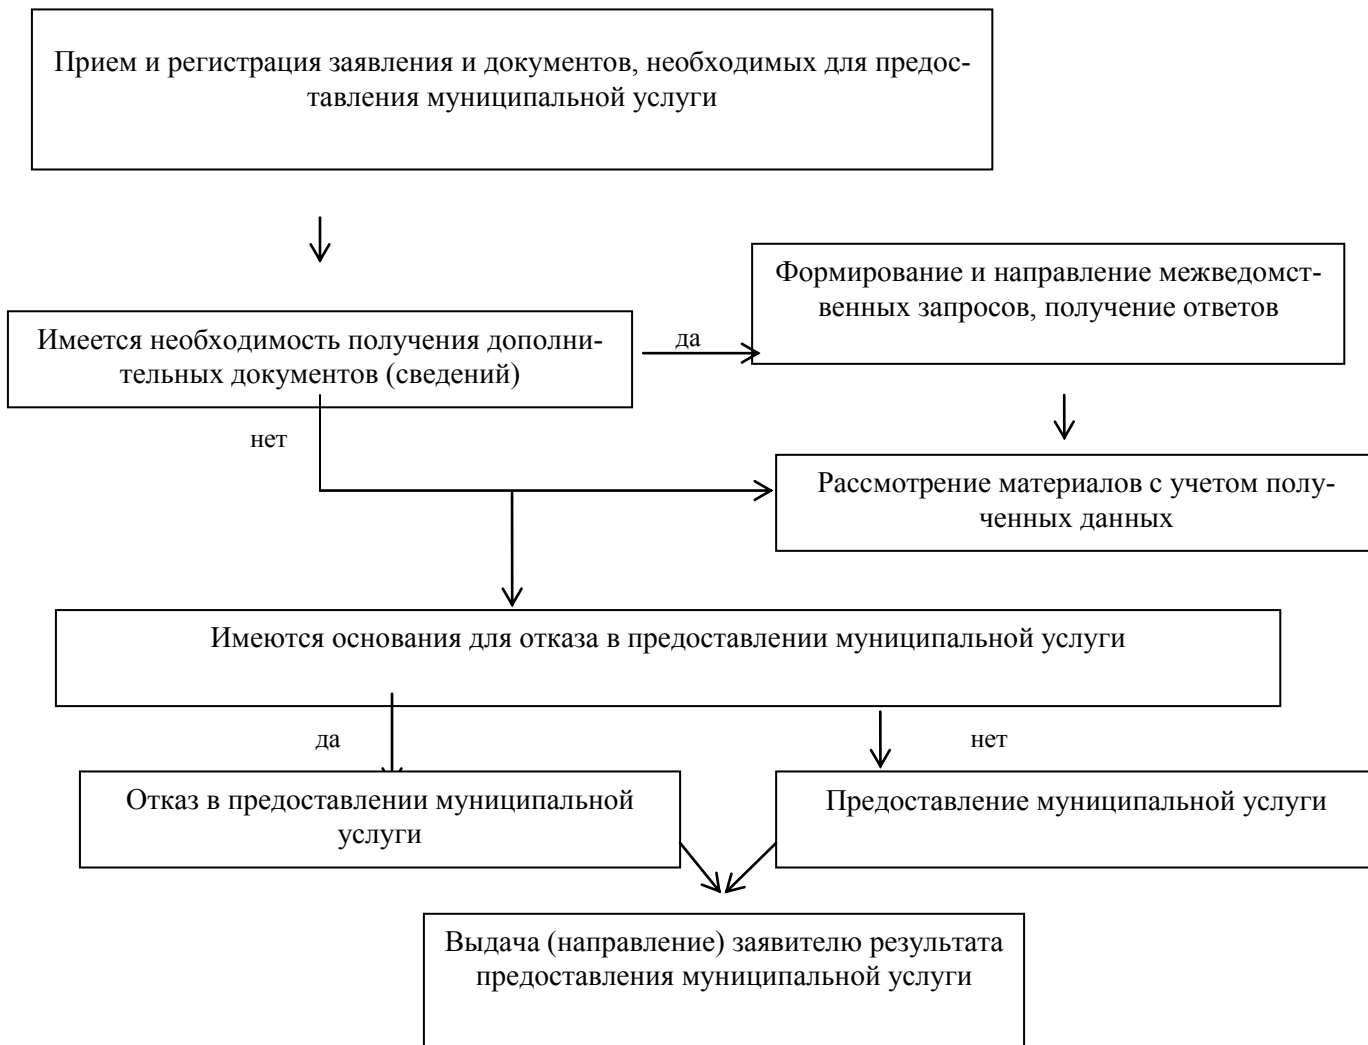 Прием и регистрация заявления и документов, необходимых для предос-
тавления муниципальной услуги
Формирование и направление межведомст-
венных запросов, получение ответов
Имеется необходимость получения дополни-
тельных документов (сведений)
да
нет
Рассмотрение материалов с учетом полу-
ченных данных
Имеются основания для отказа в предоставлении муниципальной услуги
да
нет
Отказ в предоставлении муниципальной
услуги
Предоставление муниципальной услуги
Выдача (направление) заявителю результата
предоставления муниципальной услуги